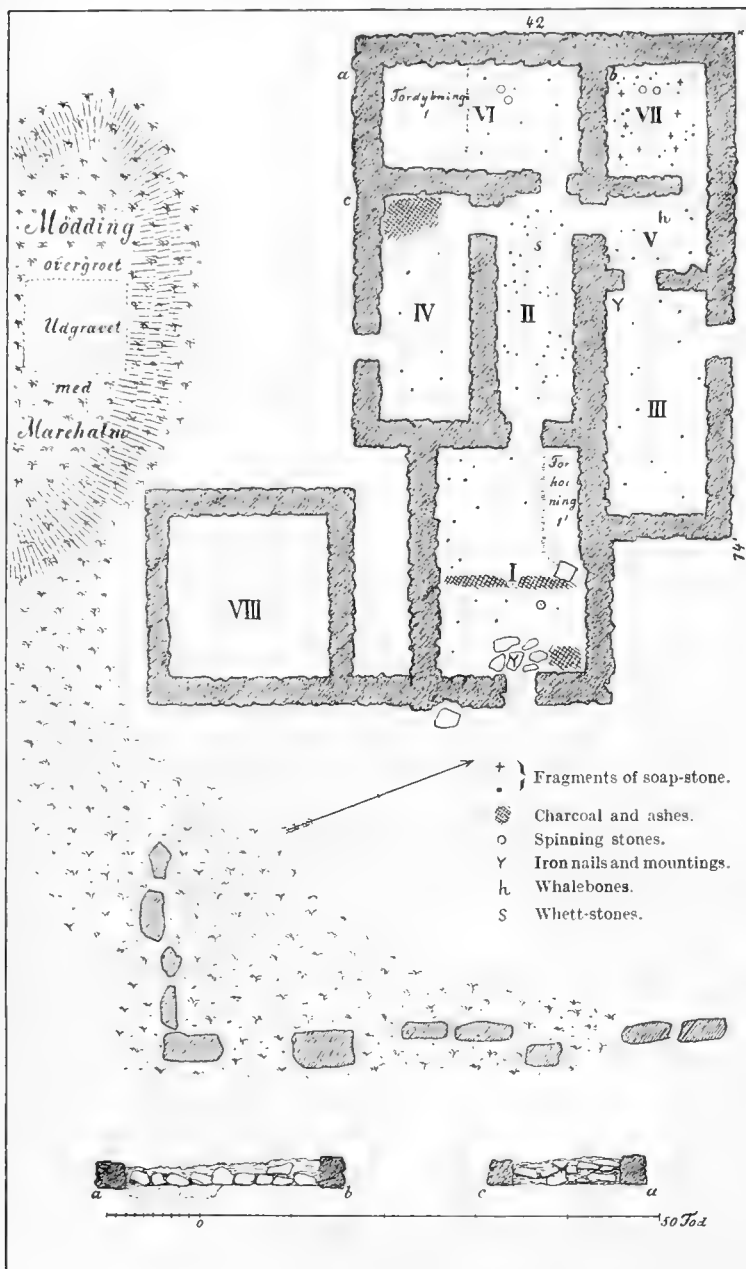 42
a
b
Fordybning
1'
VI
VII
c
h
V
S
Mödding
overgroet
Udgravet
med
Marehalm
IV
II
Y
III
For
hoi
ning
1'
74'
I
Y
VIII
+ } Fragments of soap-stone.
•
Charcoal and ashes.
o Spinning stones.
Y Iron nails and mountings.
h Whalebones.
S Whett-stones.
a
b
c
a
0
50 Fod